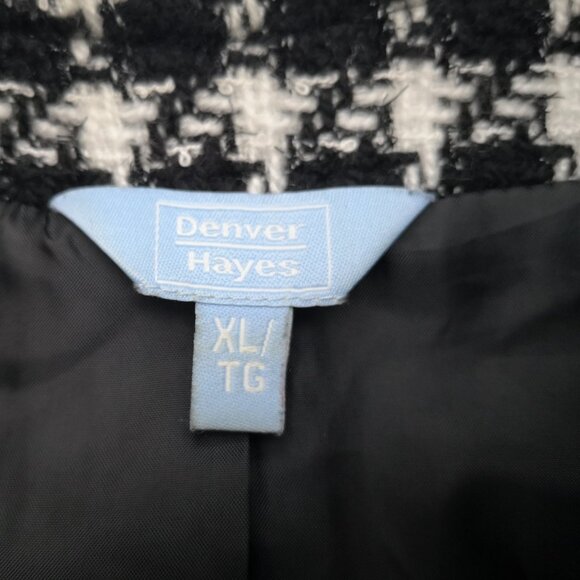 Denver
Hayes
XL/
TG